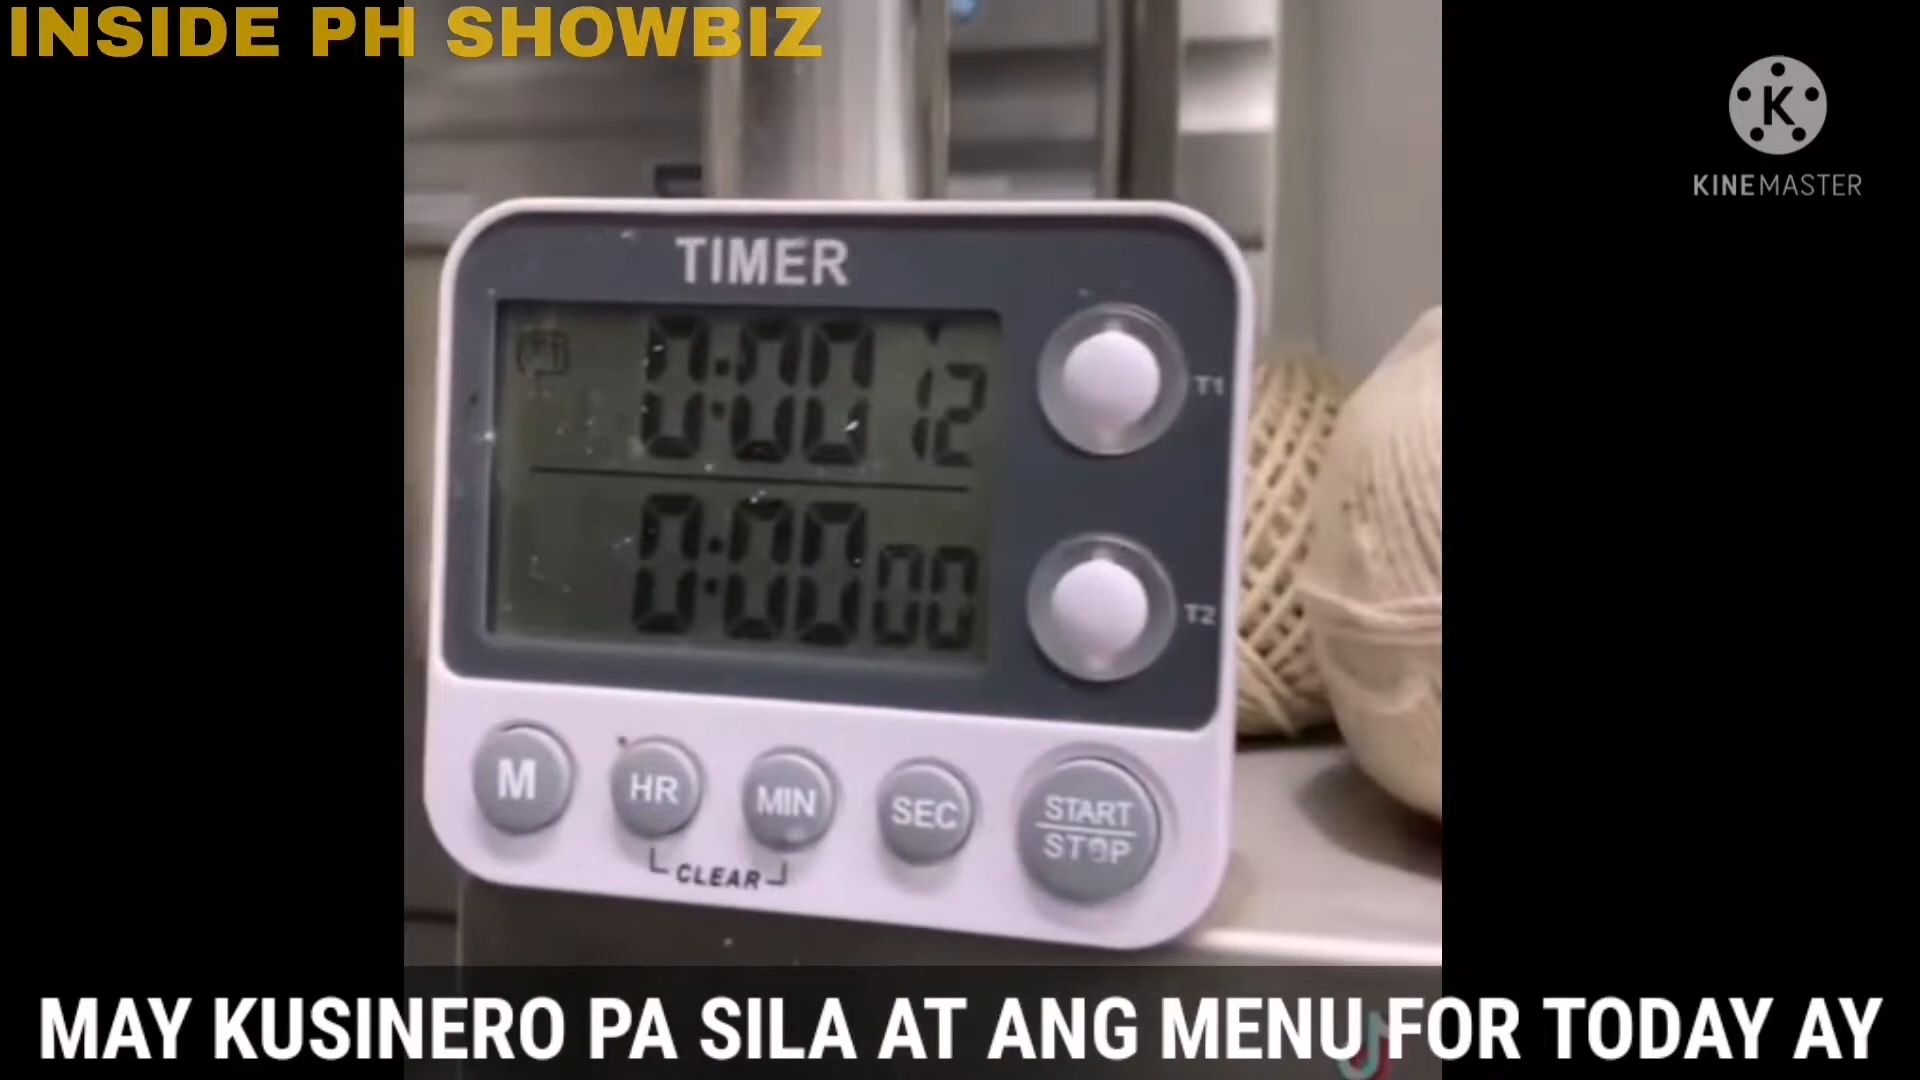 INSIDE PH SHOWBIZ
K
KINEMASTER
TIMER
0:00 12
T1
0:00 00
T2
M
HR
MIN
SEC
START
STOP
CLEAR
MAY KUSINERO PA SILA AT ANG MENU FOR TODAY AY